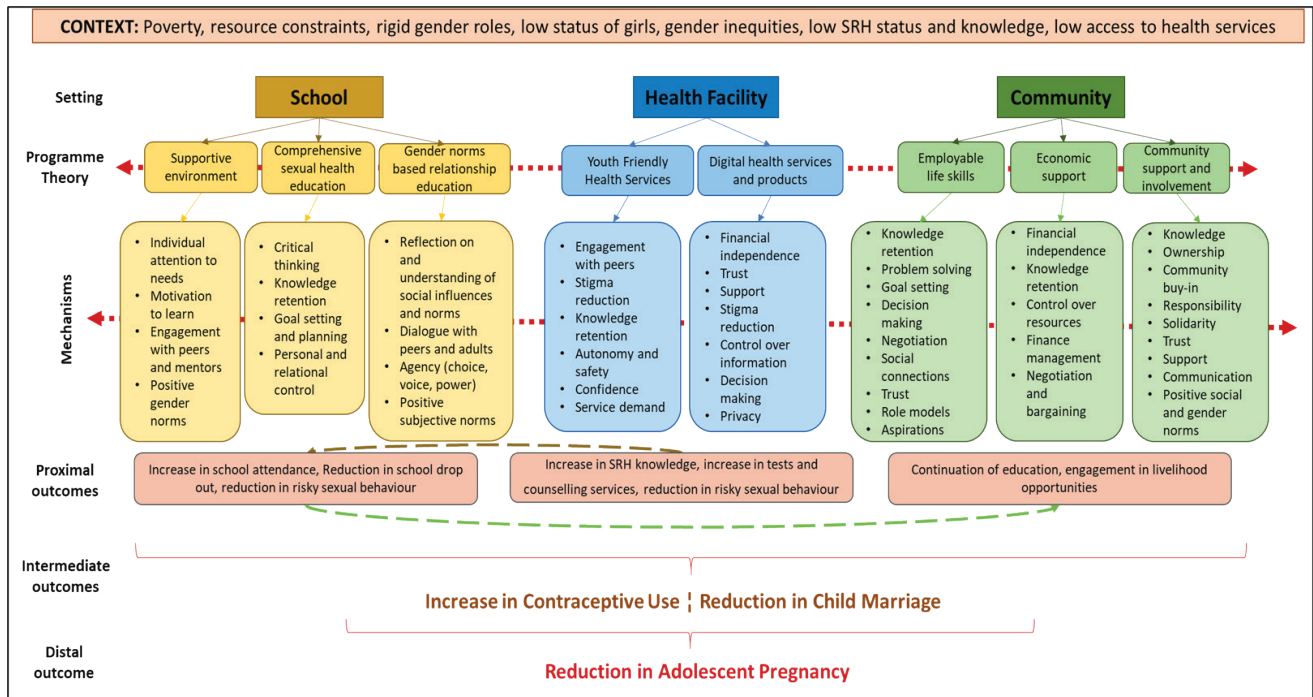 CONTEXT: Poverty, resource constraints, rigid gender roles, low status of girls, gender inequities, low SRH status and knowledge, low access to health services
Setting
School
Health Facility
Community
Programme
Theory
Supportive
environment
Comprehensive
sexual health
education
Gender norms
based relationship
education
Youth Friendly
Health Services
Digital health services
and products
Employable
life skills
Economic
support
Community
support and
involvement
Mechanisms
• Individual
attention to
needs
• Motivation
to learn
• Engagement
with peers
and mentors
• Positive
gender
norms
• Critical
thinking
• Knowledge
retention
• Goal setting
and planning
• Personal and
relational
control
• Reflection on
and
understanding of
social influences
and norms
• Dialogue with
peers and adults
• Agency (choice,
voice, power)
• Positive
subjective norms
• Engagement
with peers
• Stigma
reduction
• Knowledge
retention
• Autonomy and
safety
• Confidence
• Service demand
• Financial
independence
• Trust
• Support
• Stigma
reduction
• Control over
information
• Decision
making
• Privacy
• Knowledge
retention
• Problem solving
• Goal setting
• Decision
making
• Negotiation
• Social
connections
• Trust
• Role models
• Aspirations
• Financial
independence
• Knowledge
retention
• Control over
resources
• Finance
management
• Negotiation
and
bargaining
• Knowledge
• Ownership
• Community
buy-in
• Responsibility
• Solidarity
• Trust
• Support
• Communication
• Positive social
and gender
norms
Proximal
outcomes
Increase in school attendance, Reduction in school drop
out, reduction in risky sexual behaviour
Increase in SRH knowledge, increase in tests and
counselling services, reduction in risky sexual behaviour
Continuation of education, engagement in livelihood
opportunities
Intermediate
outcomes
Increase in Contraceptive Use ¦ Reduction in Child Marriage
Distal
outcome
Reduction in Adolescent Pregnancy